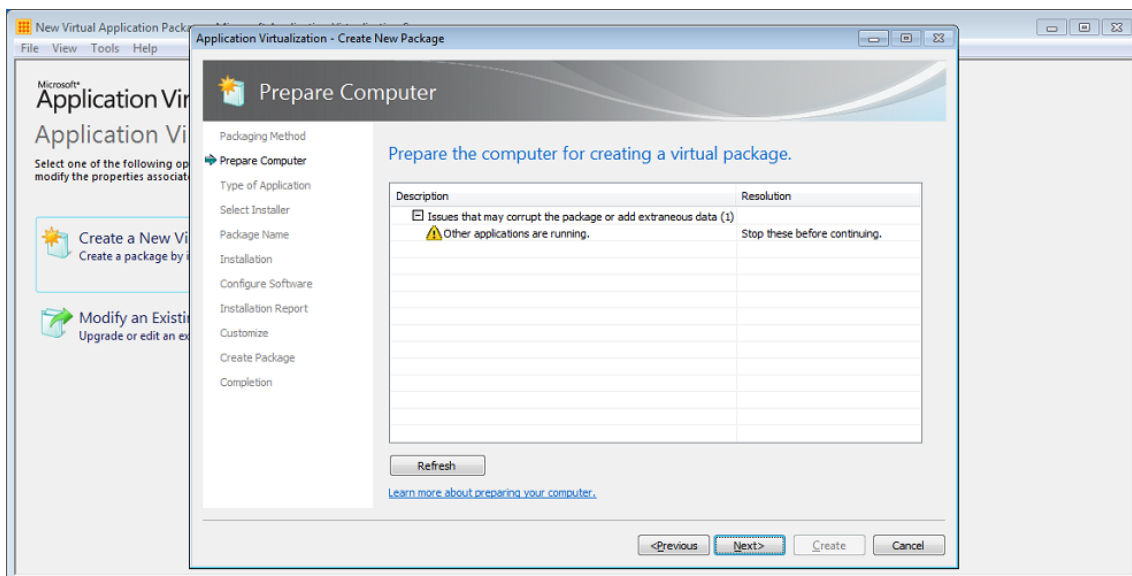 New Virtual Application Packa
File View Tools Help
Microsoft*
Application Vir
Application Vi
Select one of the following op
modify the properties associat
Create a New Vi
Create a package by i
Modify an Existin
Upgrade or edit an ex
Application Virtualization - Create New Package
Prepare Computer
Packaging Method
Prepare Computer
Type of Application
Select Installer
Package Name
Installation
Configure Software
Installation Report
Customize
Create Package
Completion
Prepare the computer for creating a virtual package.
Description Resolution
Issues that may corrupt the package or add extraneous data (1)
Other applications are running. Stop these before continuing.
Refresh
Learn more about preparing your computer.
<Previous Next> Create Cancel